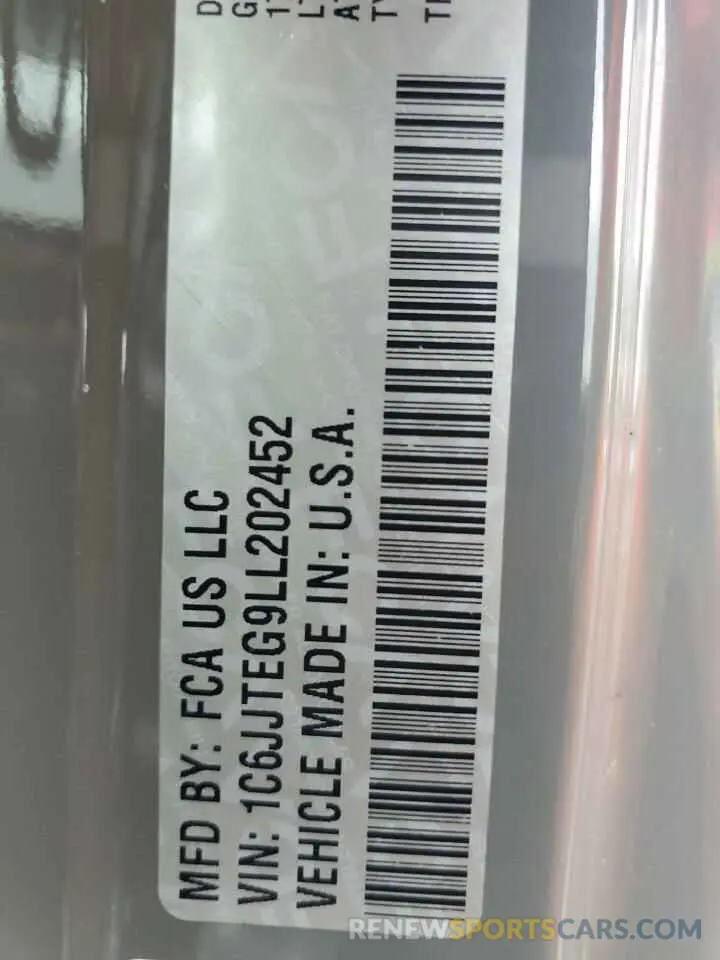 MFD BY: FCA US LLC
VIN: 1C6JJTEG9LL202452
VEHICLE MADE IN: U.S.A.
RENEWSPORTSCARS.COM